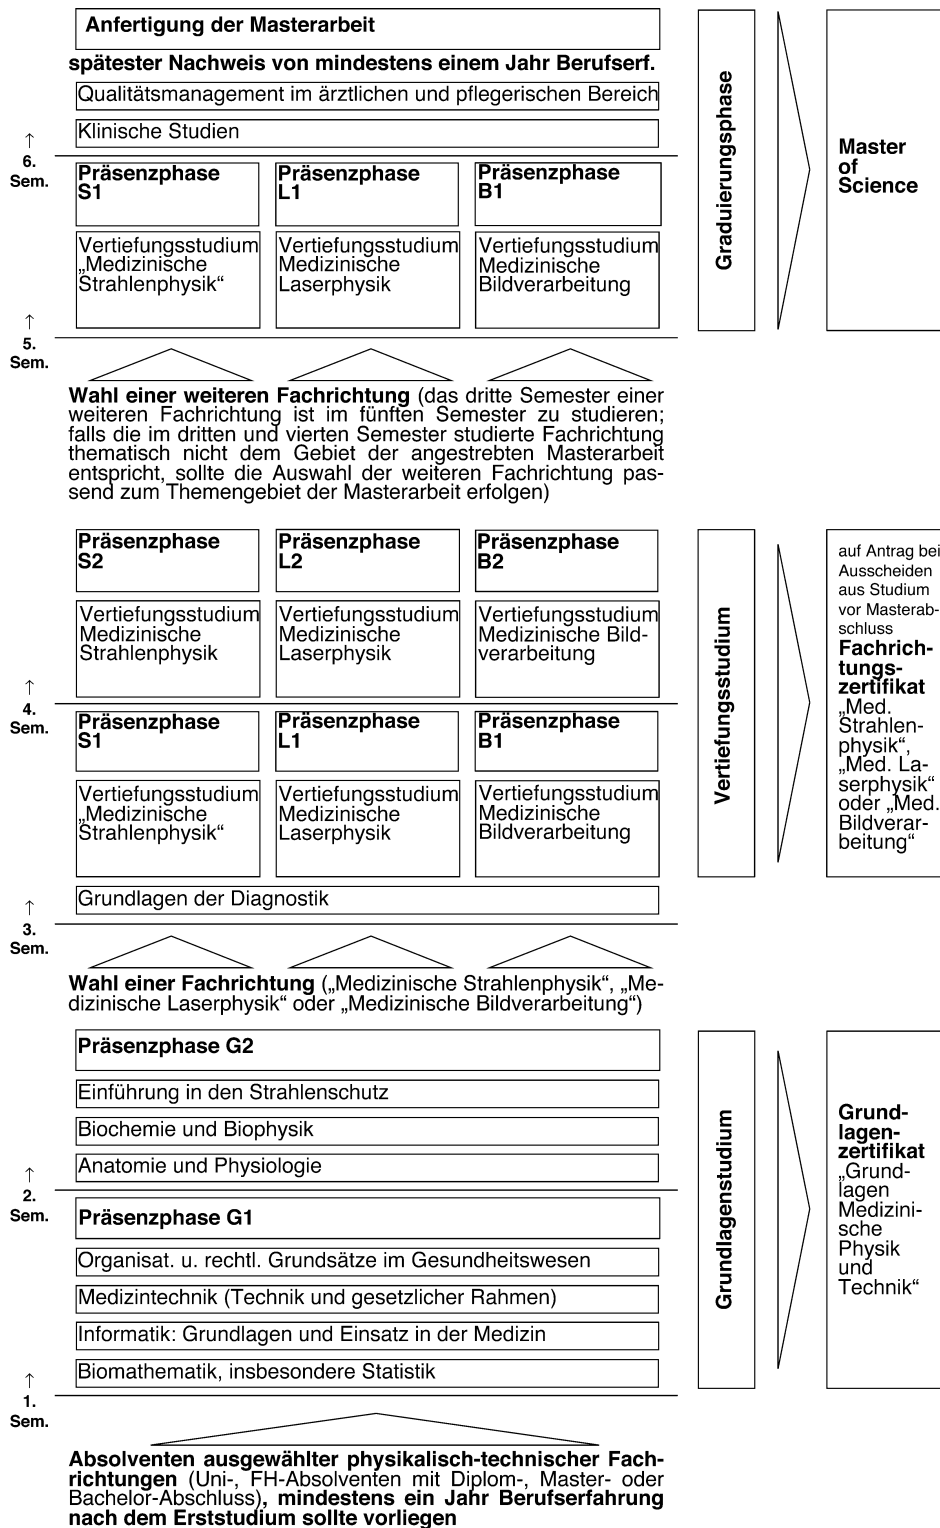 Anfertigung der Masterarbeit
spätester Nachweis von mindestens einem Jahr Berufserf.
Qualitätsmanagement im ärztlichen und pflegerischen Bereich
Klinische Studien
↑
6.
Sem.
Präsenzphase
S1
Präsenzphase
L1
Präsenzphase
B1
Vertiefungsstudium
„Medizinische
Strahlenphysik“
Vertiefungsstudium
Medizinische
Laserphysik
Vertiefungsstudium
Medizinische
Bildverarbeitung
↑
5.
Sem.
Graduierungsphase
Master
of
Science
Wahl einer weiteren Fachrichtung (das dritte Semester einer
weiteren Fachrichtung ist im fünften Semester zu studieren;
falls die im dritten und vierten Semester studierte Fachrichtung
thematisch nicht dem Gebiet der angestrebten Masterarbeit
entspricht, sollte die Auswahl der weiteren Fachrichtung pas-
send zum Themengebiet der Masterarbeit erfolgen)
Präsenzphase
S2
Präsenzphase
L2
Präsenzphase
B2
Vertiefungsstudium
Medizinische
Strahlenphysik
Vertiefungsstudium
Medizinische
Laserphysik
Vertiefungsstudium
Medizinische Bild-
verarbeitung
↑
4.
Sem.
Präsenzphase
S1
Präsenzphase
L1
Präsenzphase
B1
Vertiefungsstudium
„Medizinische
Strahlenphysik“
Vertiefungsstudium
Medizinische
Laserphysik
Vertiefungsstudium
Medizinische
Bildverarbeitung
Grundlagen der Diagnostik
↑
3.
Sem.
Vertiefungsstudium
auf Antrag bei
Ausscheiden
aus Studium
vor Masterab-
schluss
Fachrich-
tungs-
zertifikat
„Med.
Strahlen-
physik“,
„Med. La-
serphysik“
oder „Med.
Bildverar-
beitung“
Wahl einer Fachrichtung („Medizinische Strahlenphysik“, „Me-
dizinische Laserphysik“ oder „Medizinische Bildverarbeitung“)
Präsenzphase G2
Einführung in den Strahlenschutz
Biochemie und Biophysik
Anatomie und Physiologie
↑
2.
Sem.
Präsenzphase G1
Organisat. u. rechtl. Grundsätze im Gesundheitswesen
Medizintechnik (Technik und gesetzlicher Rahmen)
Informatik: Grundlagen und Einsatz in der Medizin
Biomathematik, insbesondere Statistik
↑
1.
Sem.
Grundlagenstudium
Grund-
lagen-
zertifikat
„Grund-
lagen
Medizini-
sche
Physik
und
Technik“
Absolventen ausgewählter physikalisch-technischer Fach-
richtungen (Uni-, FH-Absolventen mit Diplom-, Master- oder
Bachelor-Abschluss), mindestens ein Jahr Berufserfahrung
nach dem Erststudium sollte vorliegen